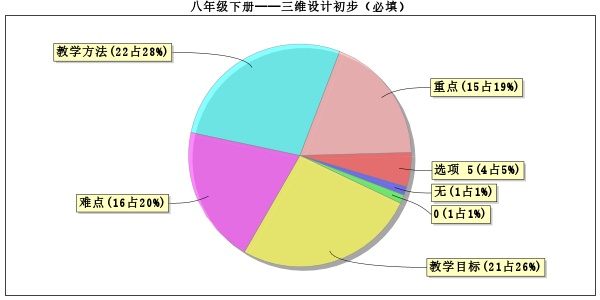 八年级下册——三维设计初步（必填）
教学方法(22占28%)
重点(15占19%)
选项 5(4占5%)
无(1占1%)
难点(16占20%)
0(1占1%)
教学目标(21占26%)